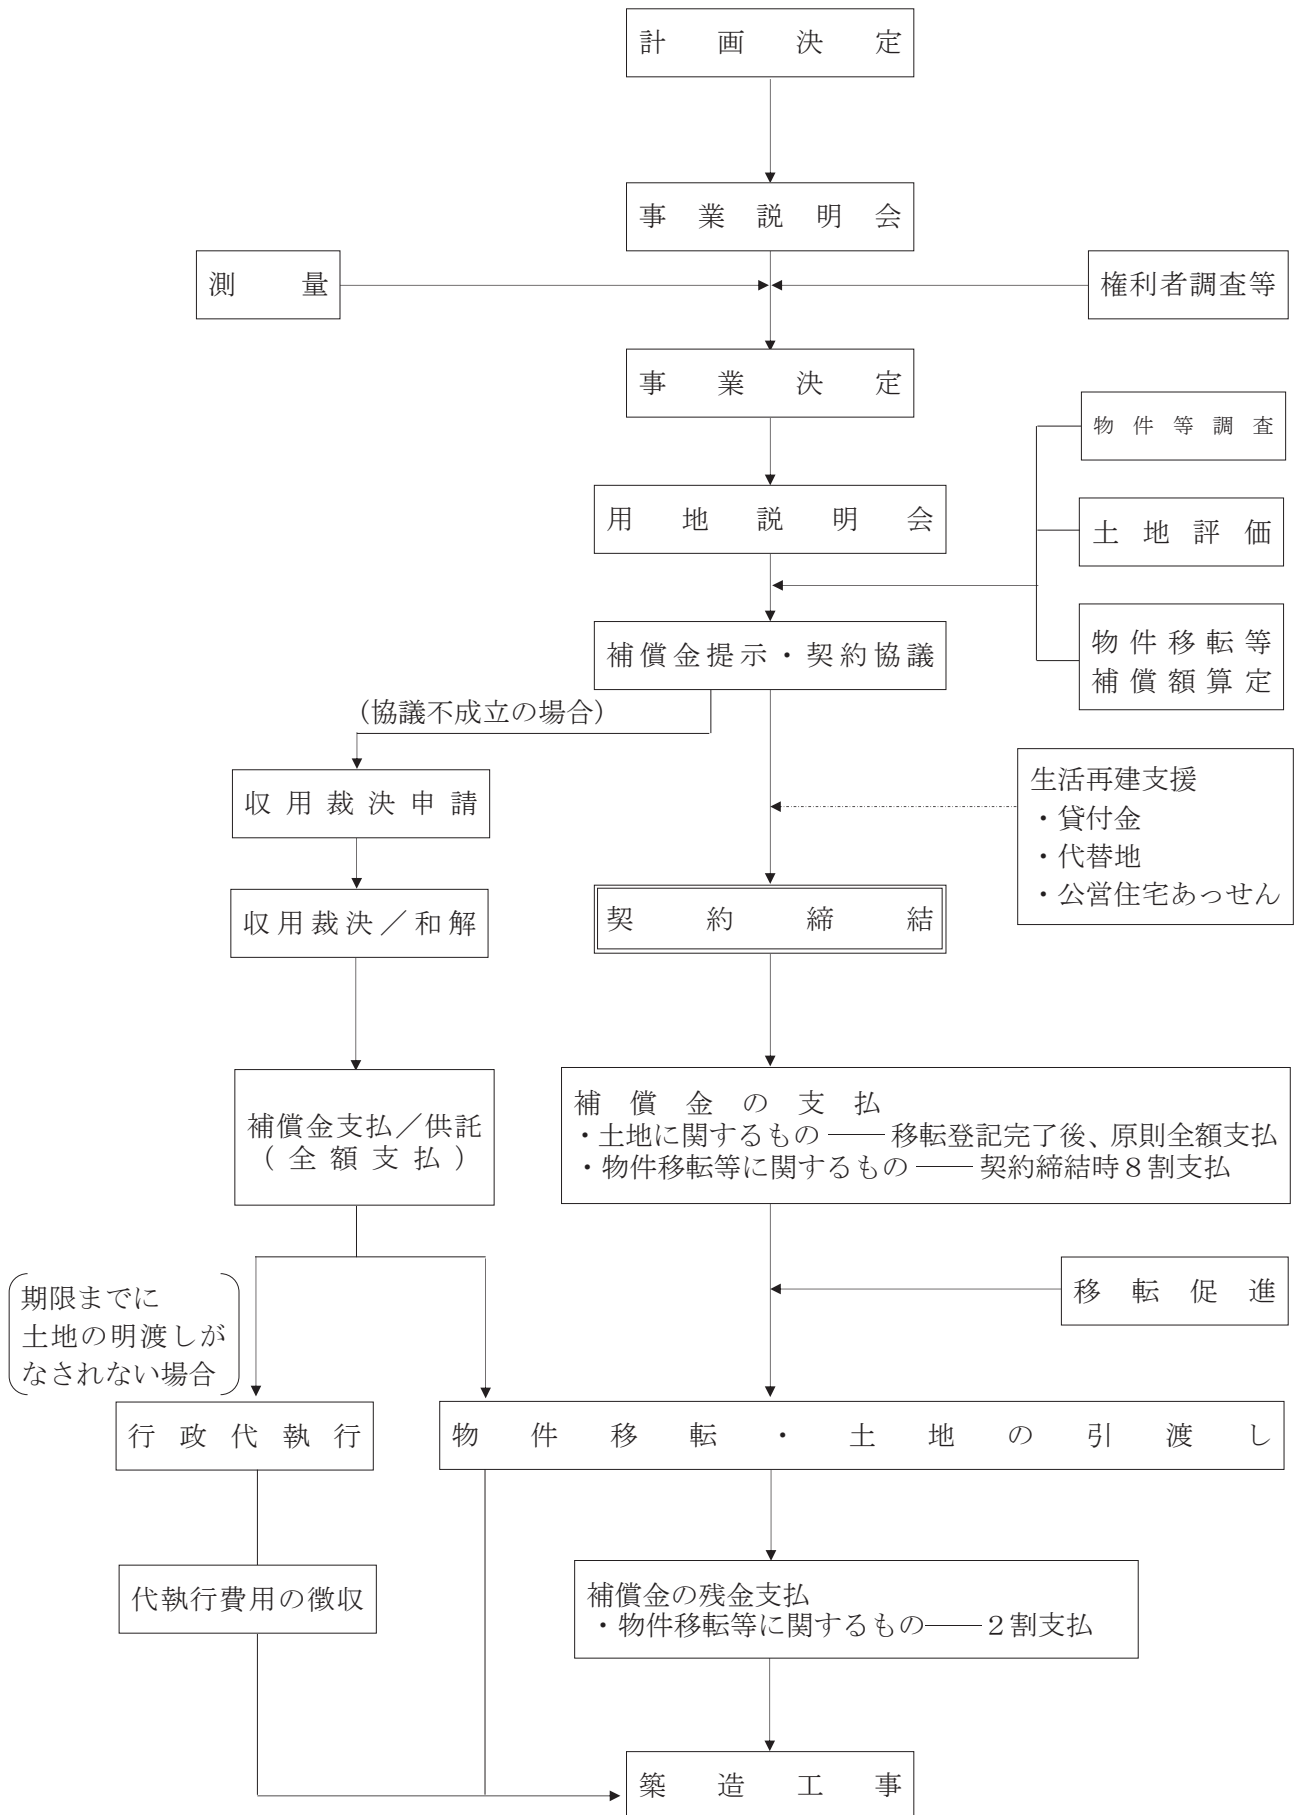 計画決定
事業説明会
測量
権利者調査等
事業決定
物件等調査
用地説明会
土地評価
物件移転等
補償額算定
補償金提示・契約協議
(協議不成立の場合)
収用裁決申請
生活再建支援
・貸付金
・代替地
・公営住宅あっせん
収用裁決／和解
契約締結
補償金支払／供託
(全額支払)
補償金の支払
・土地に関するもの ―― 移転登記完了後、原則全額支払
・物件移転等に関するもの ―― 契約締結時８割支払
期限までに
土地の明渡しが
なされない場合
移転促進
行政代執行
物件移転・土地の引渡し
代執行費用の徴収
補償金の残金支払
・物件移転等に関するもの――２割支払
築造工事